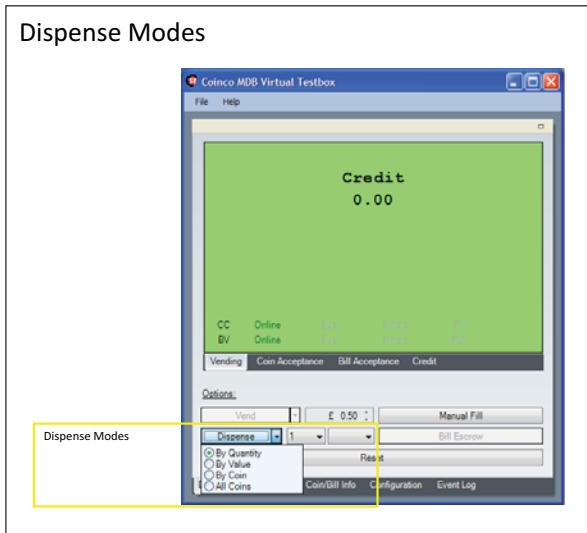 Dispense Modes
Coinco MDB Virtual Testbox
File Help
Credit
0.00
CC Online
BV Online
Vending Coin Acceptance Bill Acceptance Credit
Options:
Vend £ 0.50 Manual Fill
Dispense Modes
Dispense 1 Bill Escrow
By Quantity
By Value
By Coin
All Coins
Reset
Coin/Bill Info Configuration Event Log